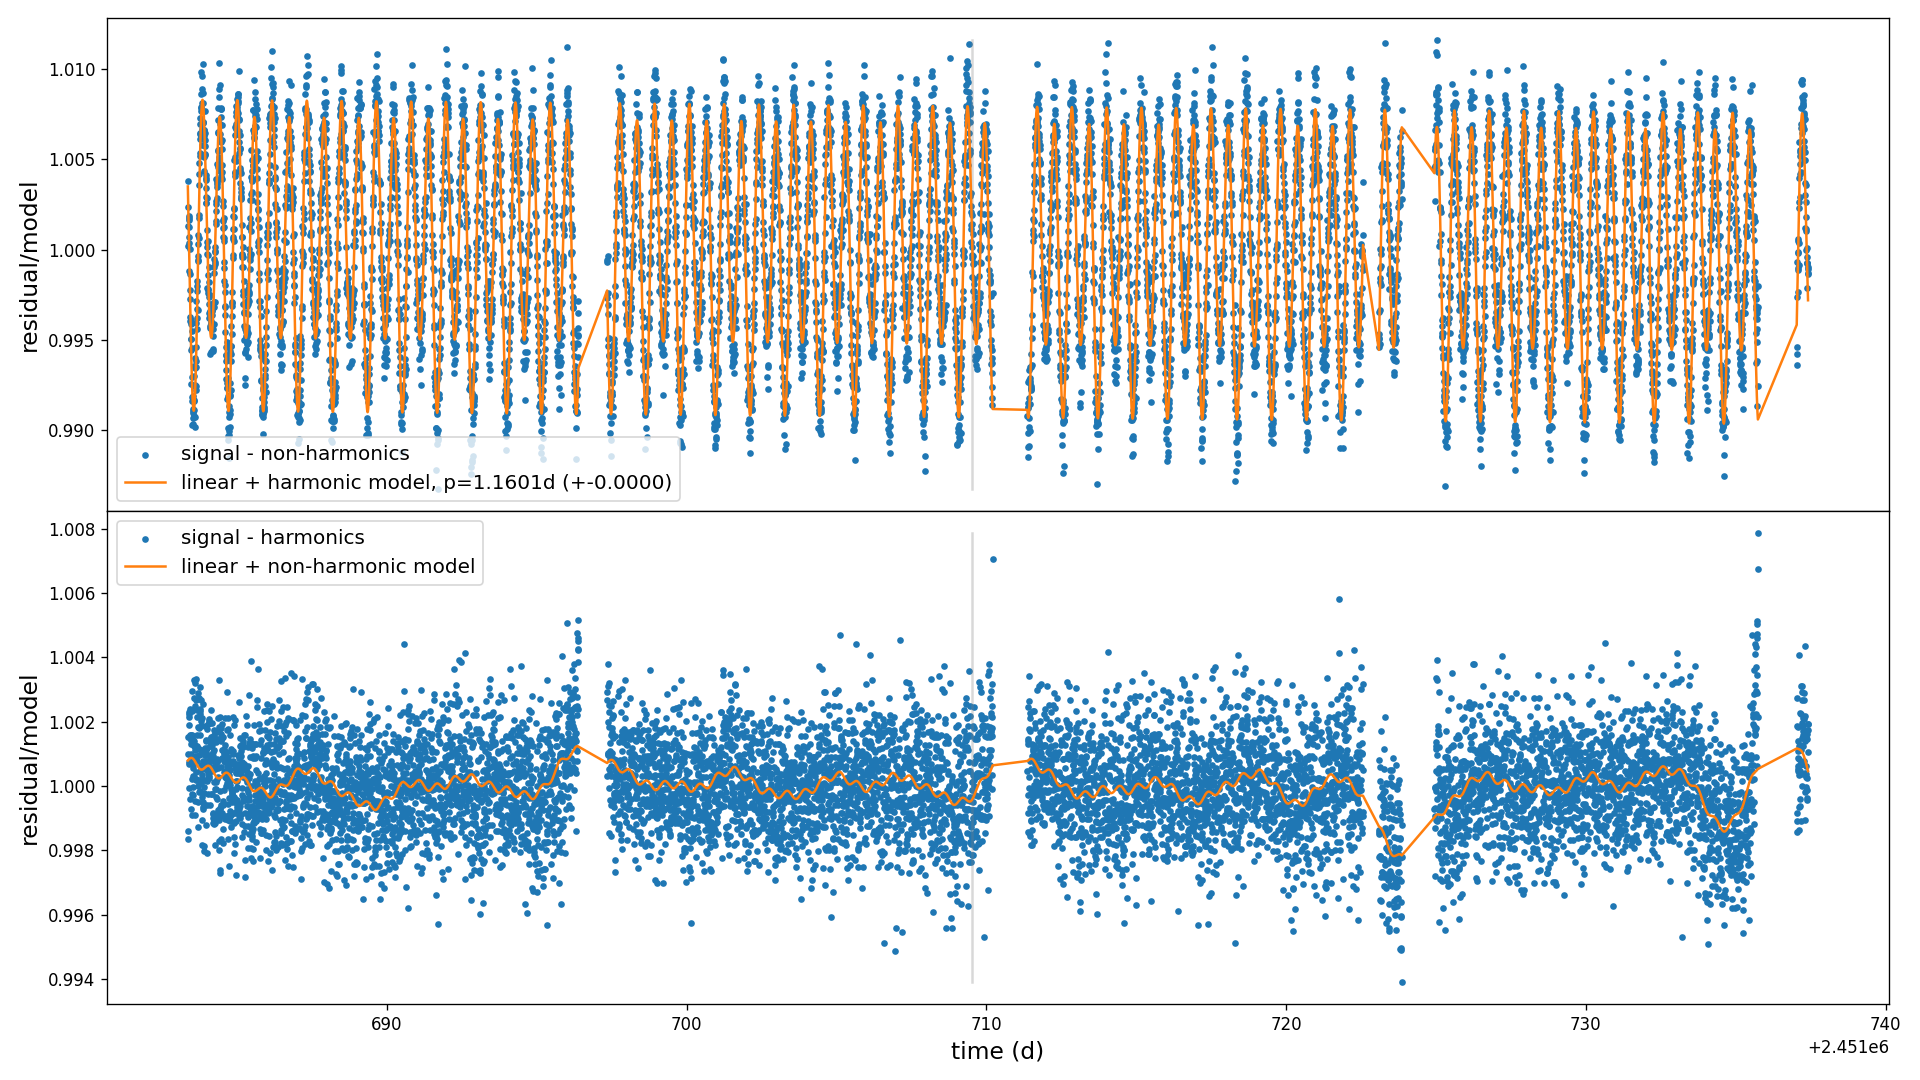 1.010
1.005
1.000
0.995
0.990
residual/model
signal - non-harmonics
linear + harmonic model, p=1.1601d (+-0.0000)
1.008
1.006
1.004
1.002
1.000
0.998
0.996
0.994
residual/model
signal - harmonics
linear + non-harmonic model
690 700 710 720 730 740
time (d)
+2.451e6